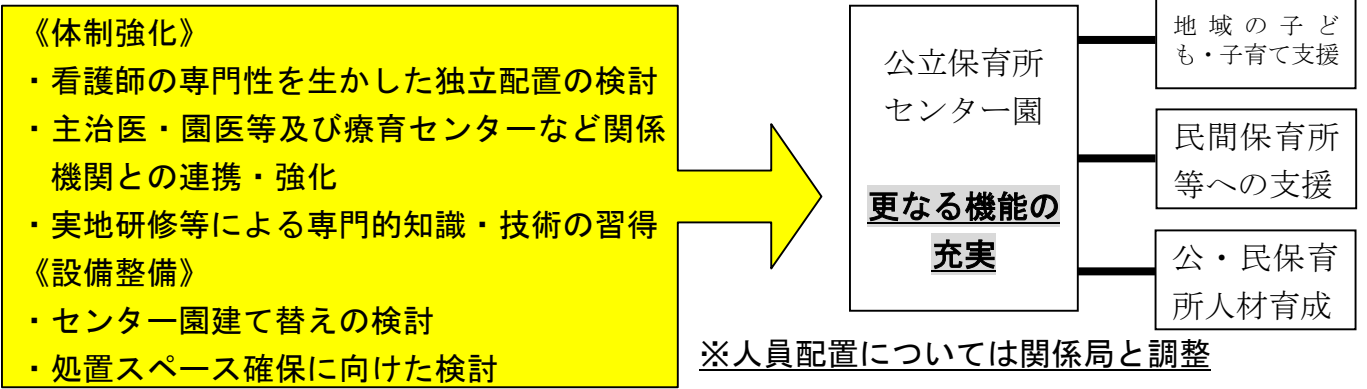 《体制強化》
・看護師の専門性を生かした独立配置の検討
・主治医・園医等及び療育センターなど関係
機関との連携・強化
・実地研修等による専門的知識・技術の習得
《設備整備》
・センター園建て替えの検討
・処置スペース確保に向けた検討
公立保育所
センター園
更なる機能の
充実
地域の子ど
も・子育て支援
民間保育所
等への支援
公・民保育
所人材育成
※人員配置については関係局と調整